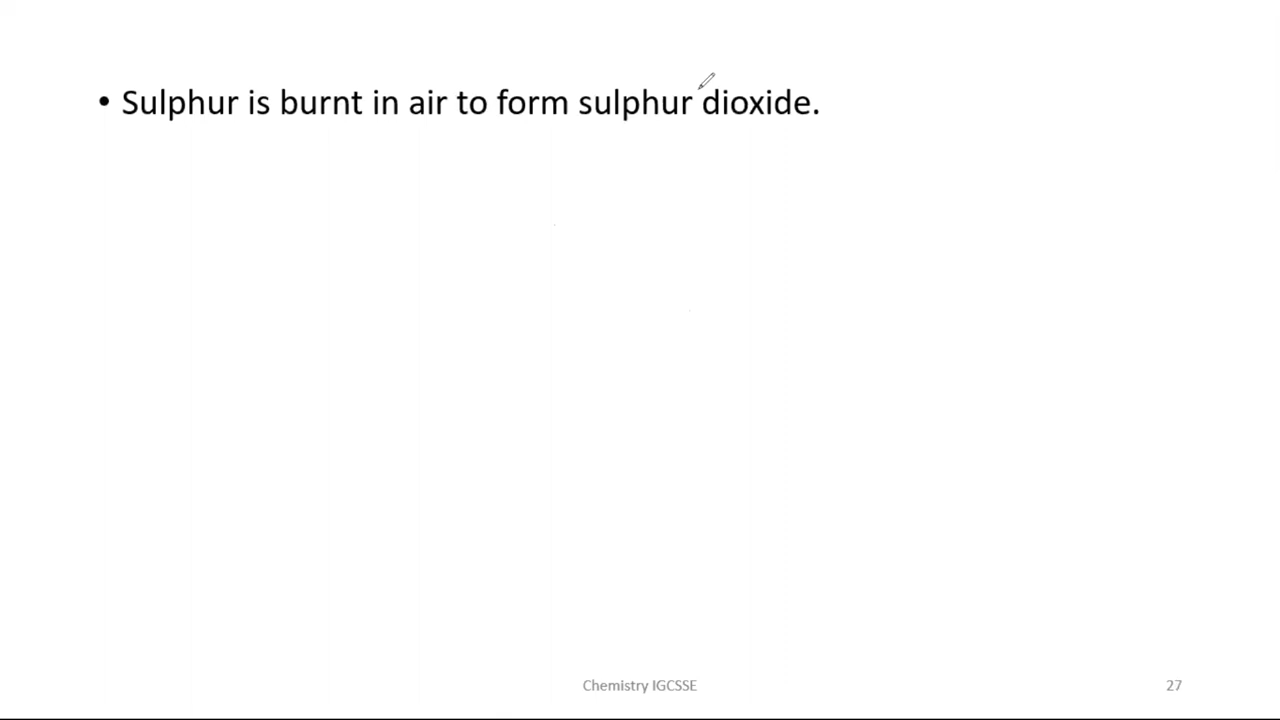 • Sulphur is burnt in air to form sulphur dioxide.
Chemistry IGCSSE
27